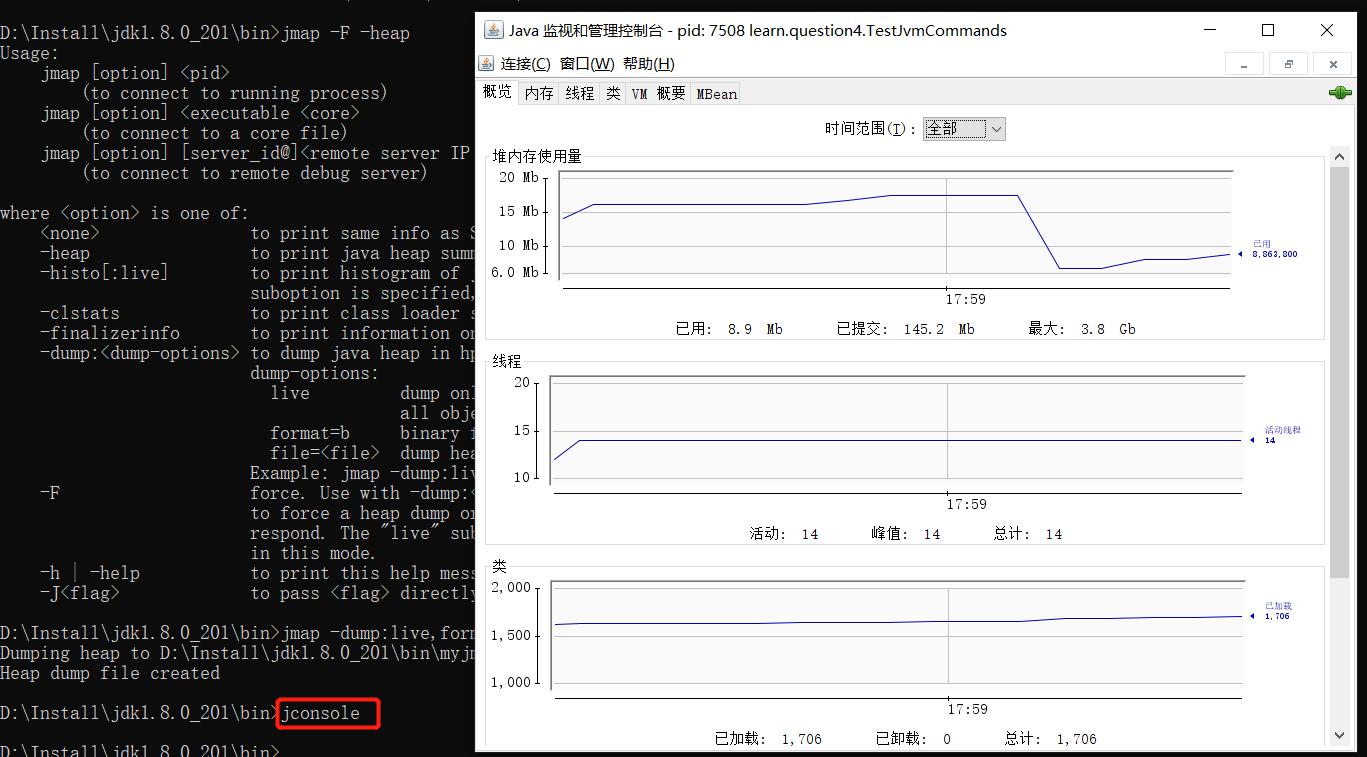 D:\Install\jdk1.8.0_201\bin>jmap -F -heap
Usage:
jmap [option] <pid>
(to connect to running process)
jmap [option] <executable <core>
(to connect to a core file)
jmap [option] [server_id@]<remote server IP
(to connect to remote debug server)
where <option> is one of:
<none> to print same info as
-heap to print java heap
-histo[:live] to print histogram of
suboption is specified,
-clstats to print class loader
-finalizerinfo to print information
-dump:<dump-options> to dump java heap in
dump-options:
live dump
all
format=b binary
file=<file> dump
Example: jmap -dump:
-F force. Use with -dump:
to force a heap dump
respond. The "live"
in this mode.
-h | -help to print this help
-J<flag> to pass <flag> directly
D:\Install\jdk1.8.0_201\bin>jmap -dump:live,
Dumping heap to D:\Install\jdk1.8.0_201\bin\
Heap dump file created
D:\Install\jdk1.8.0_201\bin>jconsole
D:\Install\jdk1.8.0_201\bin>
Java 监视和管理控制台 - pid: 7508 learn.question4.TestJvmCommands
连接(C) 窗口(W) 帮助(H)
概览 内存 线程 类 VM 概要 MBean
时间范围(T): 全部
堆内存使用量
20 Mb
15 Mb
10 Mb
6.0 Mb
已用
8,863,800
17:59
已用: 8.9 Mb 已提交: 145.2 Mb 最大: 3.8 Gb
线程
20
15
10
活动线程
14
17:59
活动: 14 峰值: 14 总计: 14
类
2,000
1,500
1,000
已加载
1,706
17:59
已加载: 1,706 已卸载: 0 总计: 1,706